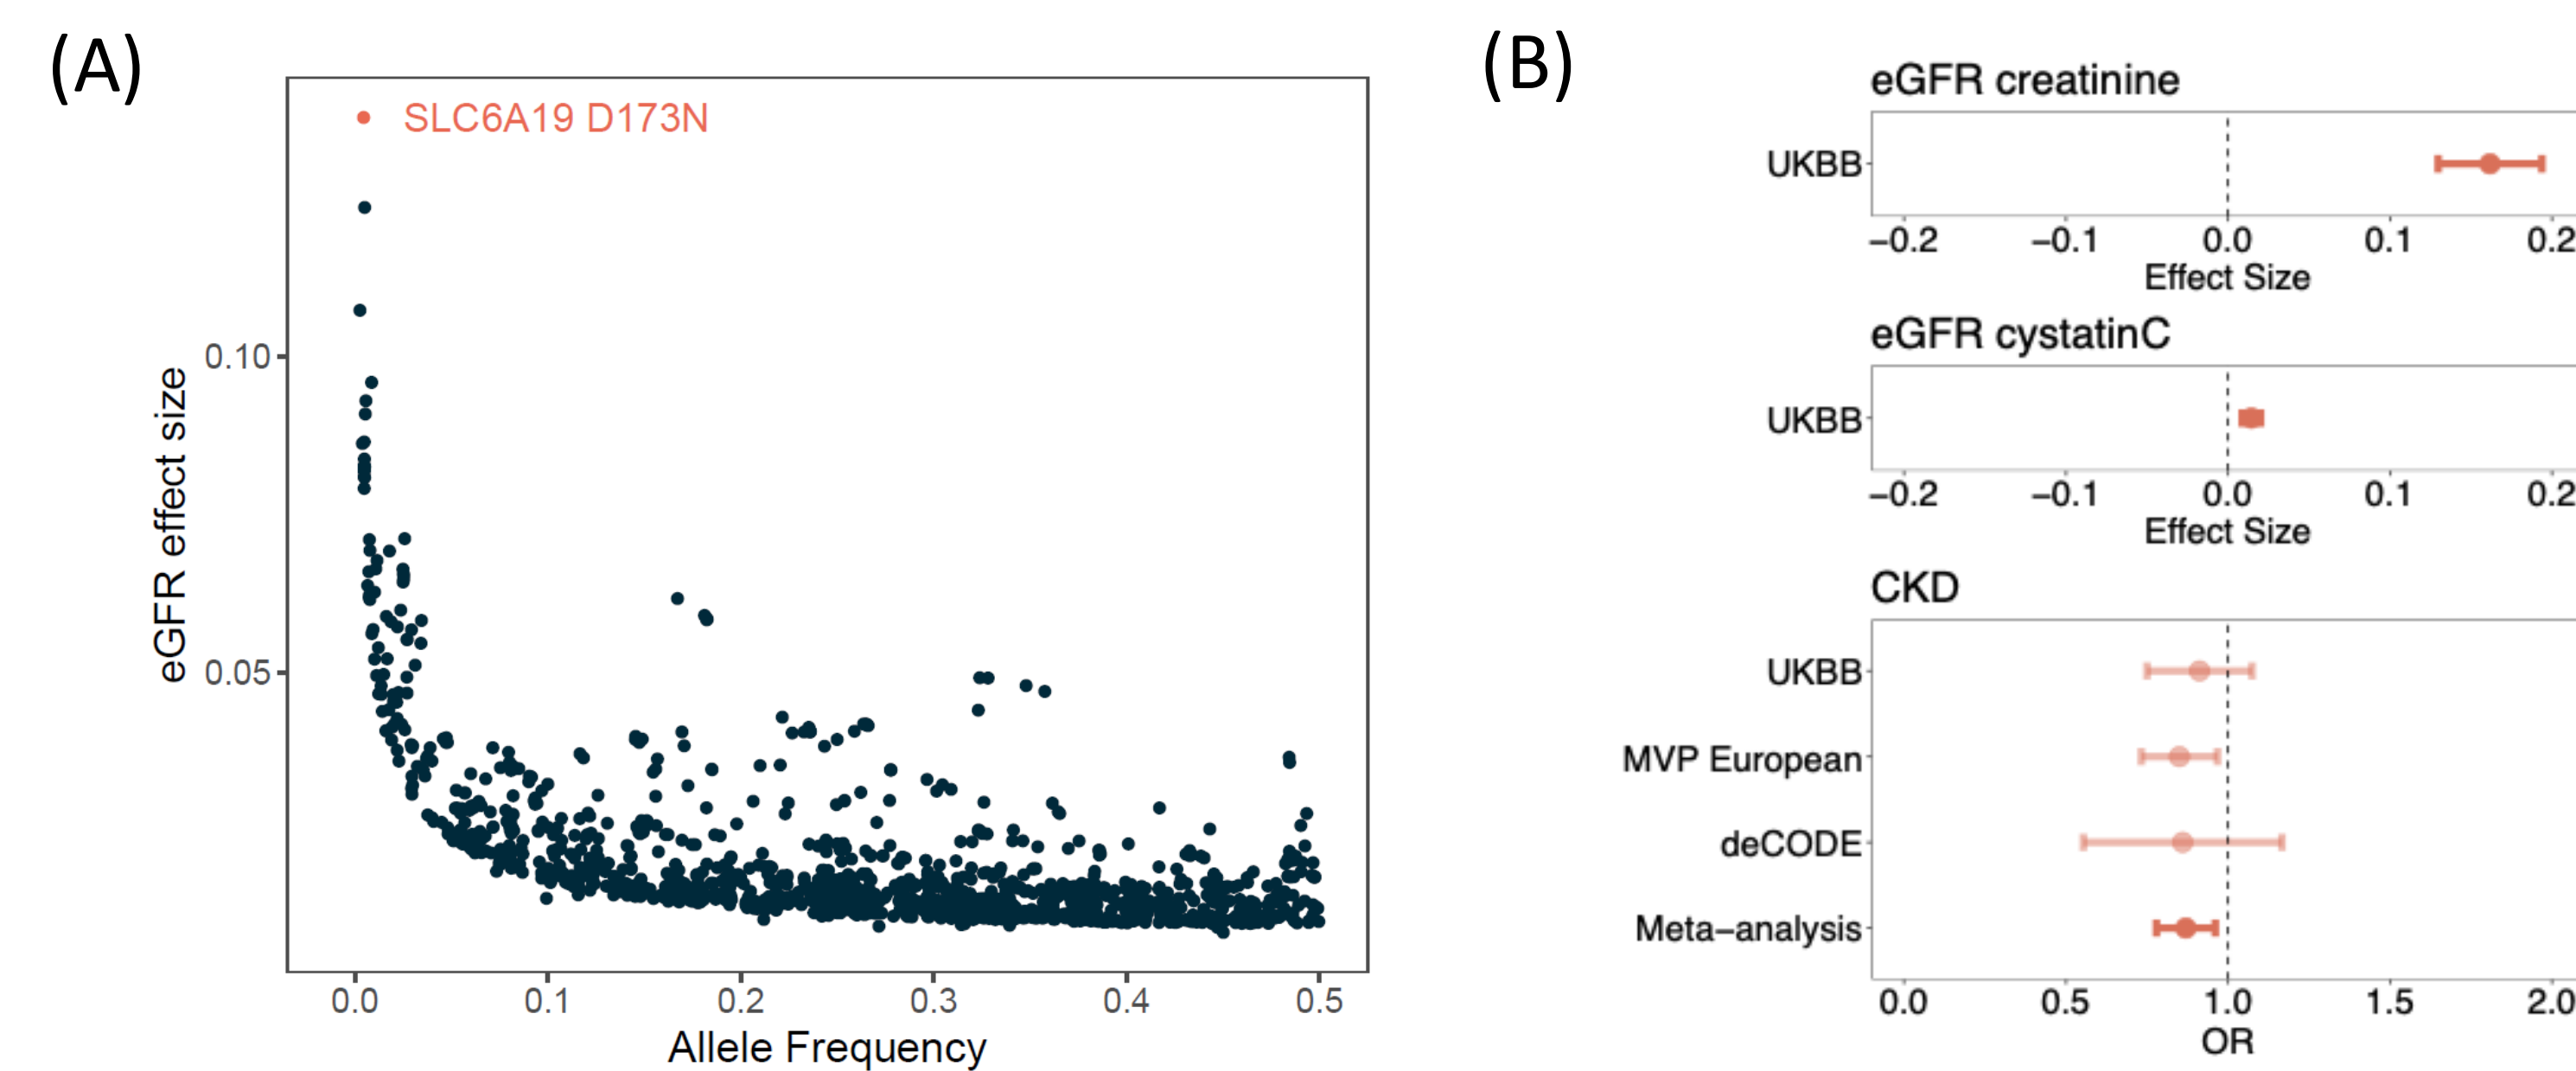 (A)
SLC6A19 D173N
0.10
0.05
eGFR effect size
0.0 0.1 0.2 0.3 0.4 0.5
Allele Frequency
(B)
eGFR creatinine
UKBB
−0.2 −0.1 0.0 0.1 0.2
Effect Size
eGFR cystatinC
UKBB
−0.2 −0.1 0.0 0.1 0.2
Effect Size
CKD
UKBB
MVP European
deCODE
Meta−analysis
0.0 0.5 1.0 1.5 2.0
OR